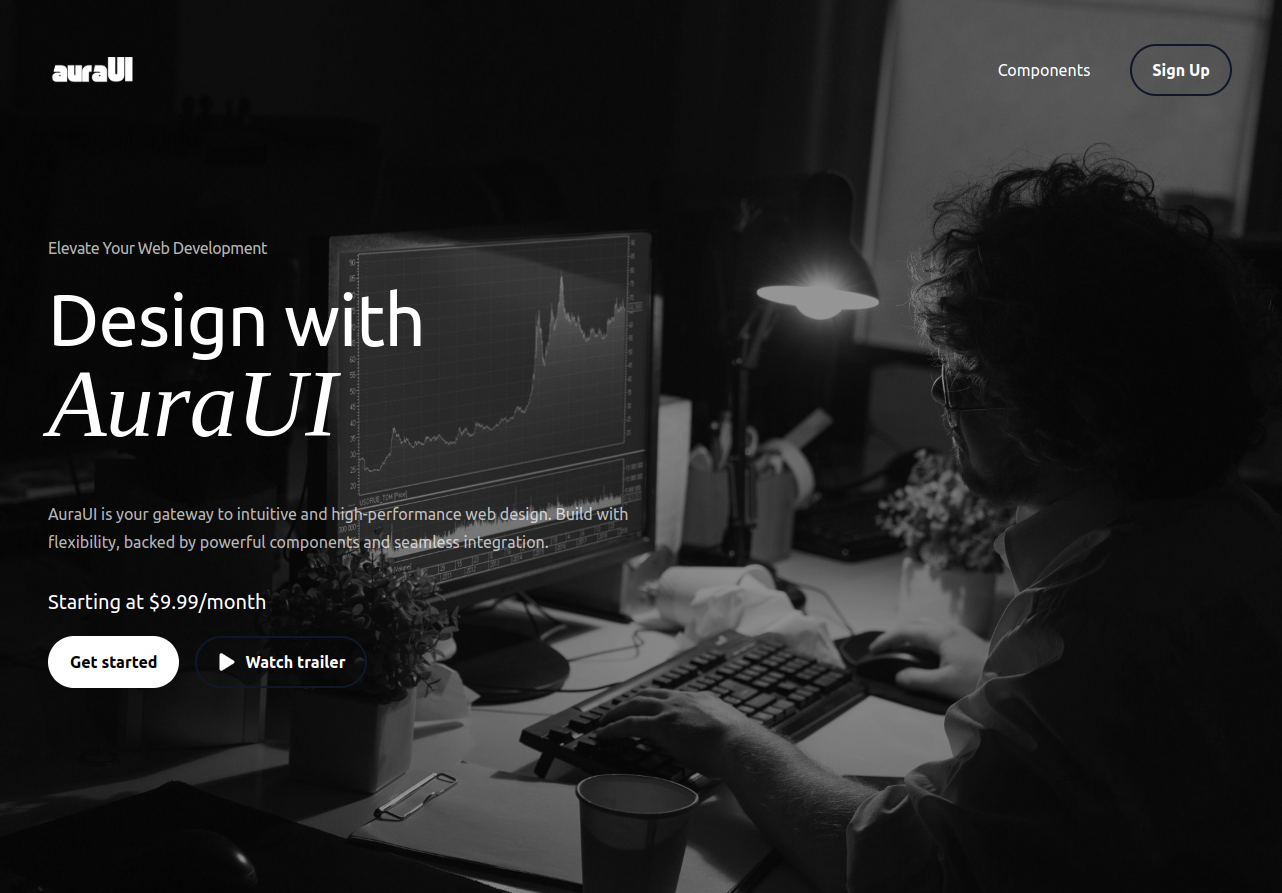 auraUI
Components
Sign Up
Elevate Your Web Development
Design with
AuraUI
AuraUI is your gateway to intuitive and high-performance web design. Build with
flexibility, backed by powerful components and seamless integration.
Starting at $9.99/month
Get started
Watch trailer